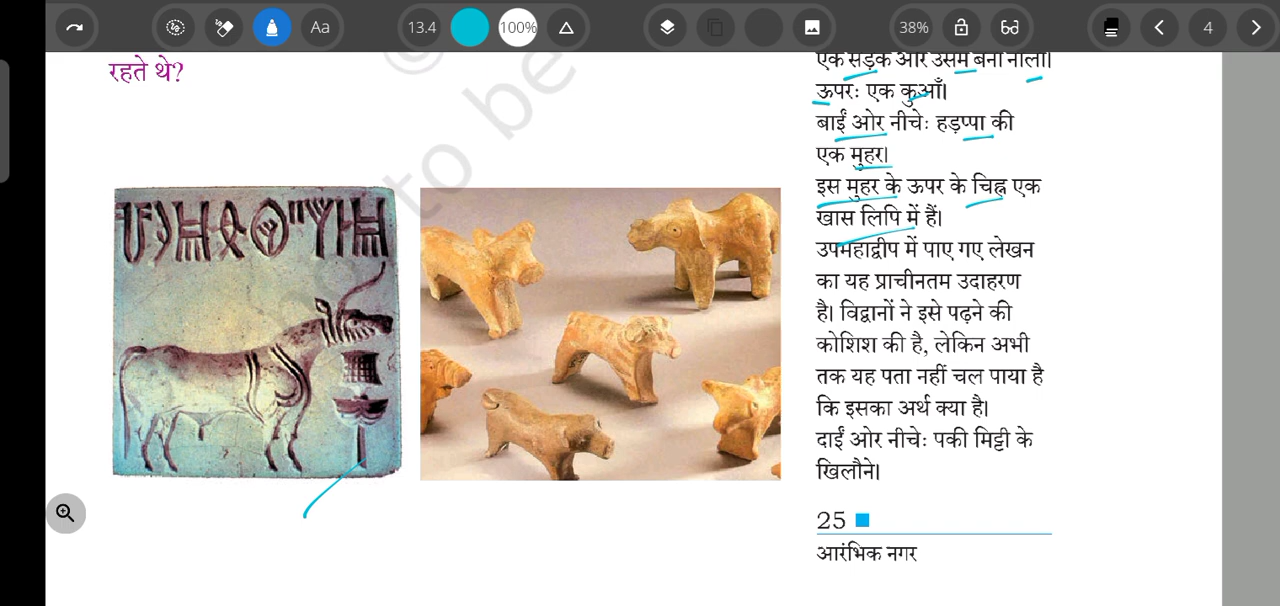 Aa
13.4
100%
38%
4
रहते थे?
to be
एक सड़क और उसमें बनी नाली।
ऊपर: एक कुआँ।
बाईं ओर नीचे: हड़प्पा की
एक मुहर।
इस मुहर के ऊपर के चिह्न एक
खास लिपि में हैं।
उपमहाद्वीप में पाए गए लेखन
का यह प्राचीनतम उदाहरण
है। विद्वानों ने इसे पढ़ने की
कोशिश की है, लेकिन अभी
तक यह पता नहीं चल पाया है
कि इसका अर्थ क्या है।
दाईं ओर नीचे: पकी मिट्टी के
खिलौने।
25
आरंभिक नगर